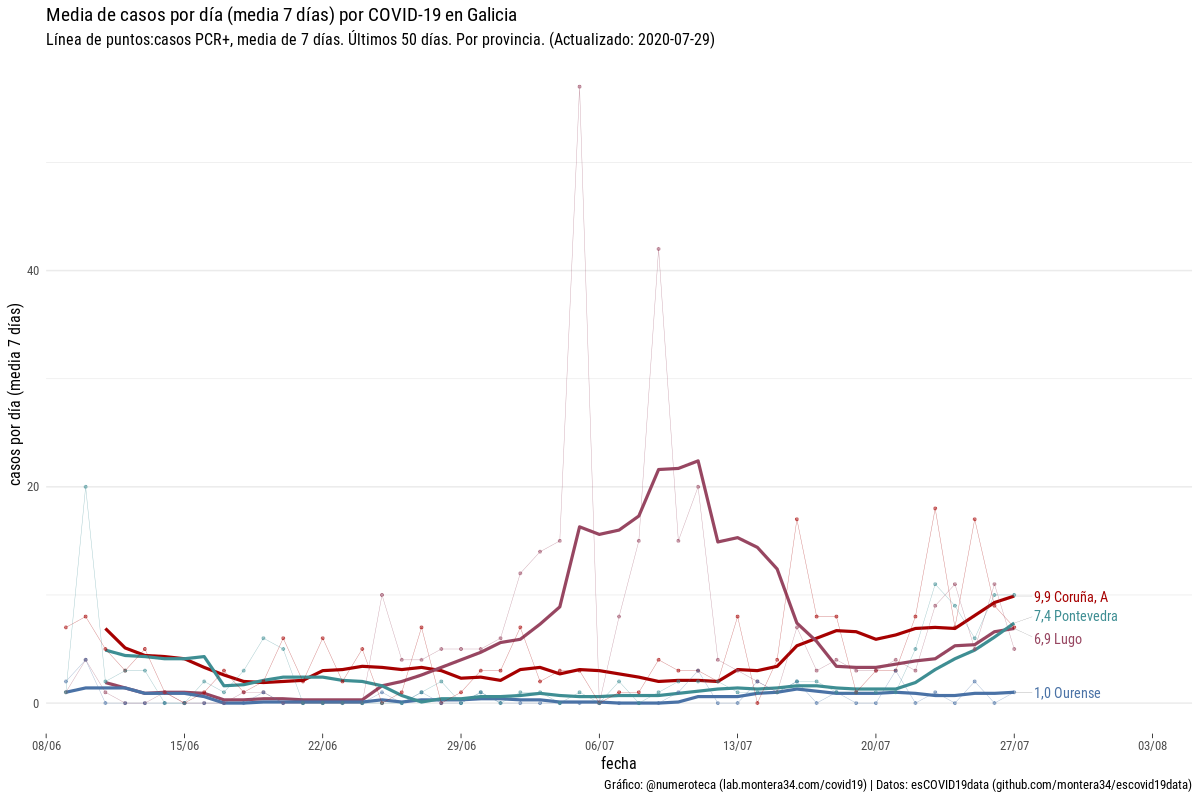 Media de casos por día (media 7 días) por COVID-19 en Galicia
Línea de puntos:casos PCR+, media de 7 días. Últimos 50 días. Por provincia. (Actualizado: 2020-07-29)
casos por día (media 7 días)
40
20
0
9,9 Coruña, A
7,4 Pontevedra
6,9 Lugo
1,0 Ourense
08/06 15/06 22/06 29/06 06/07 13/07 20/07 27/07 03/08
fecha
Gráfico: @numeroteca (lab.montera34.com/covid19) | Datos: esCOVID19data (github.com/montera34/escovid19data)